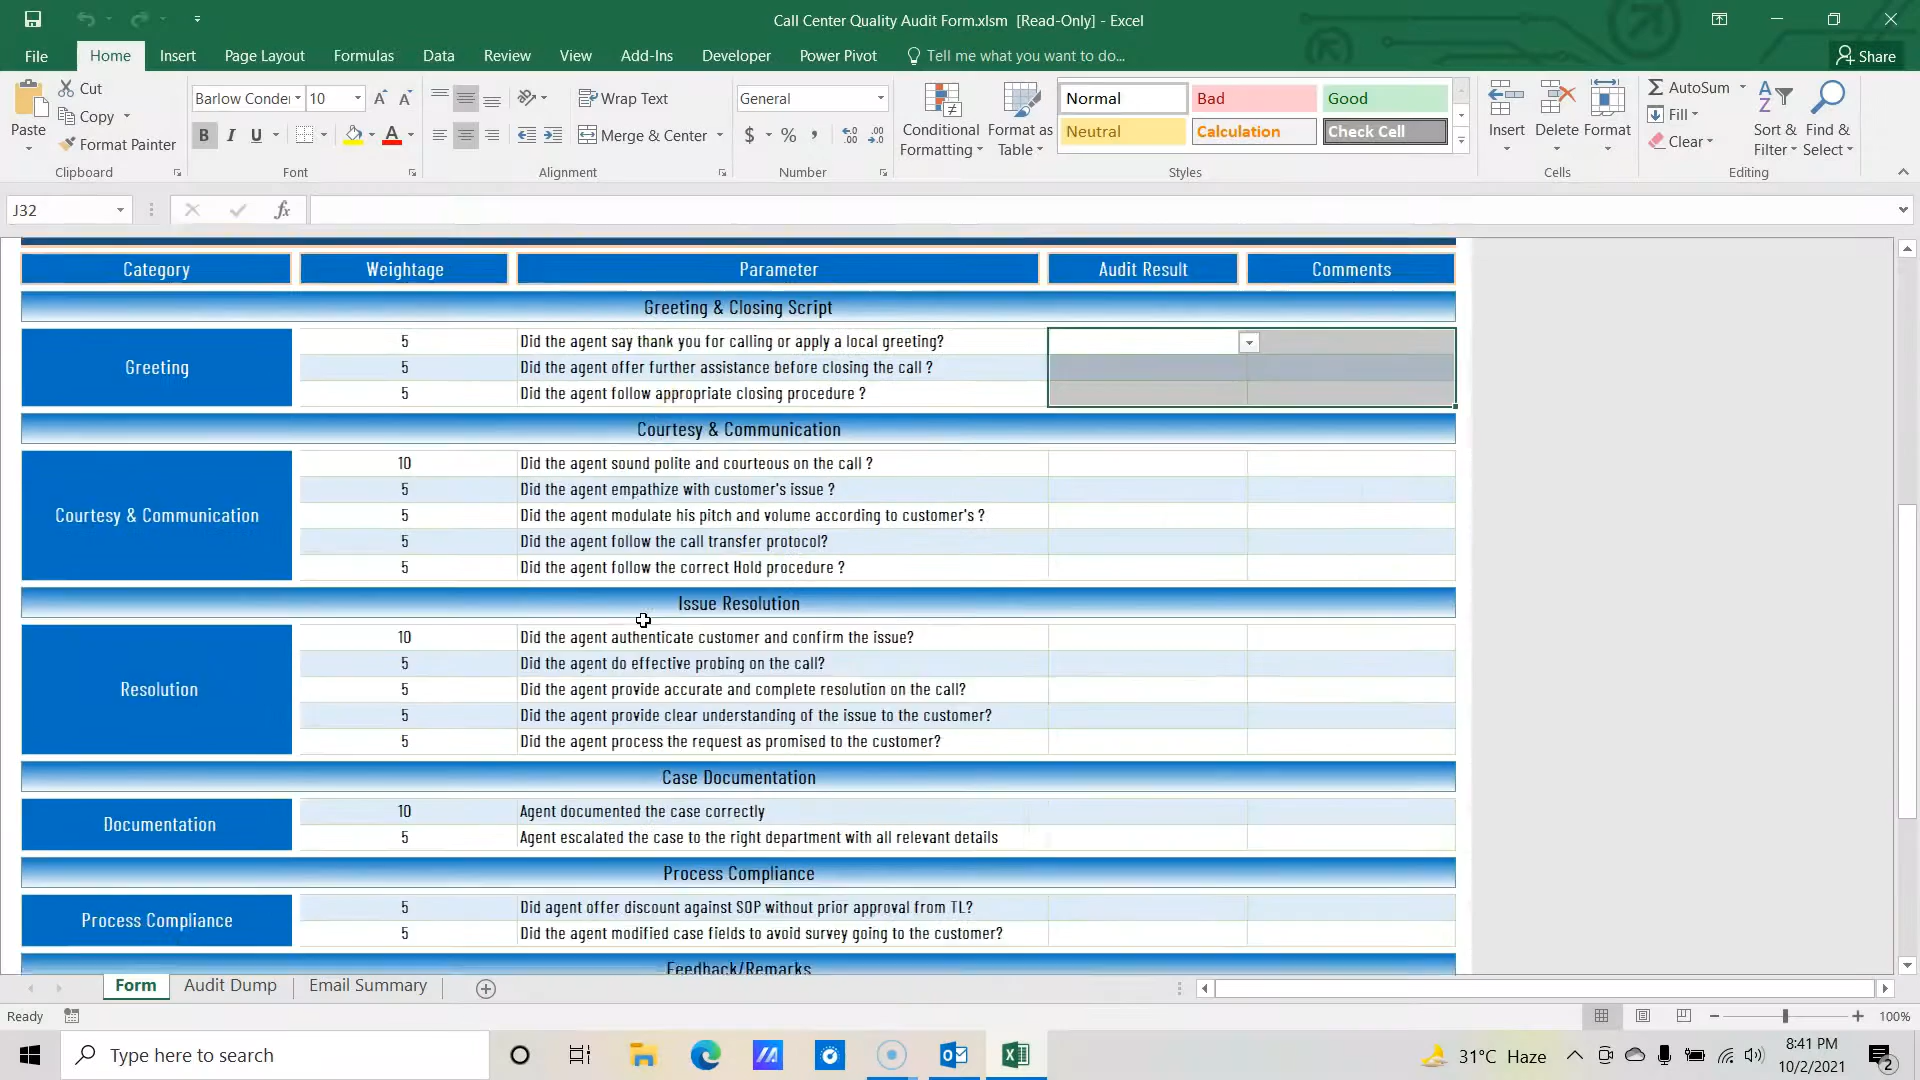 Call Center Quality Audit Form.xlsm [Read-Only] - Excel
File Home Insert Page Layout Formulas Data Review View Add-Ins Developer Power Pivot Tell me what you want to do... Share
Paste
Cut
Copy
Format Painter
Clipboard
Barlow Conder 10 A A
B I U A
Font
Wrap Text
Merge & Center
Alignment
General
$ %
Number
Conditional Formatting
Format as Table
Normal Bad Good
Neutral Calculation Check Cell
Styles
Insert Delete Format
Cells
AutoSum
Fill
Clear
Sort & Filter
Find & Select
Editing
J32 fx
Category Weightage Parameter Audit Result Comments
Greeting & Closing Script
Greeting
5 Did the agent say thank you for calling or apply a local greeting?
5 Did the agent offer further assistance before closing the call ?
5 Did the agent follow appropriate closing procedure ?
Courtesy & Communication
Courtesy & Communication
10 Did the agent sound polite and courteous on the call ?
5 Did the agent empathize with customer's issue ?
5 Did the agent modulate his pitch and volume according to customer's ?
5 Did the agent follow the call transfer protocol?
5 Did the agent follow the correct Hold procedure ?
Issue Resolution
Resolution
10 Did the agent authenticate customer and confirm the issue?
5 Did the agent do effective probing on the call?
5 Did the agent provide accurate and complete resolution on the call?
5 Did the agent provide clear understanding of the issue to the customer?
5 Did the agent process the request as promised to the customer?
Case Documentation
Documentation
10 Agent documented the case correctly
5 Agent escalated the case to the right department with all relevant details
Process Compliance
Process Compliance
5 Did agent offer discount against SOP without prior approval from TL?
5 Did the agent modified case fields to avoid survey going to the customer?
Feedback/Remarks
Form Audit Dump Email Summary
Ready 100%
Type here to search
31°C Haze
8:41 PM
10/2/2021
2